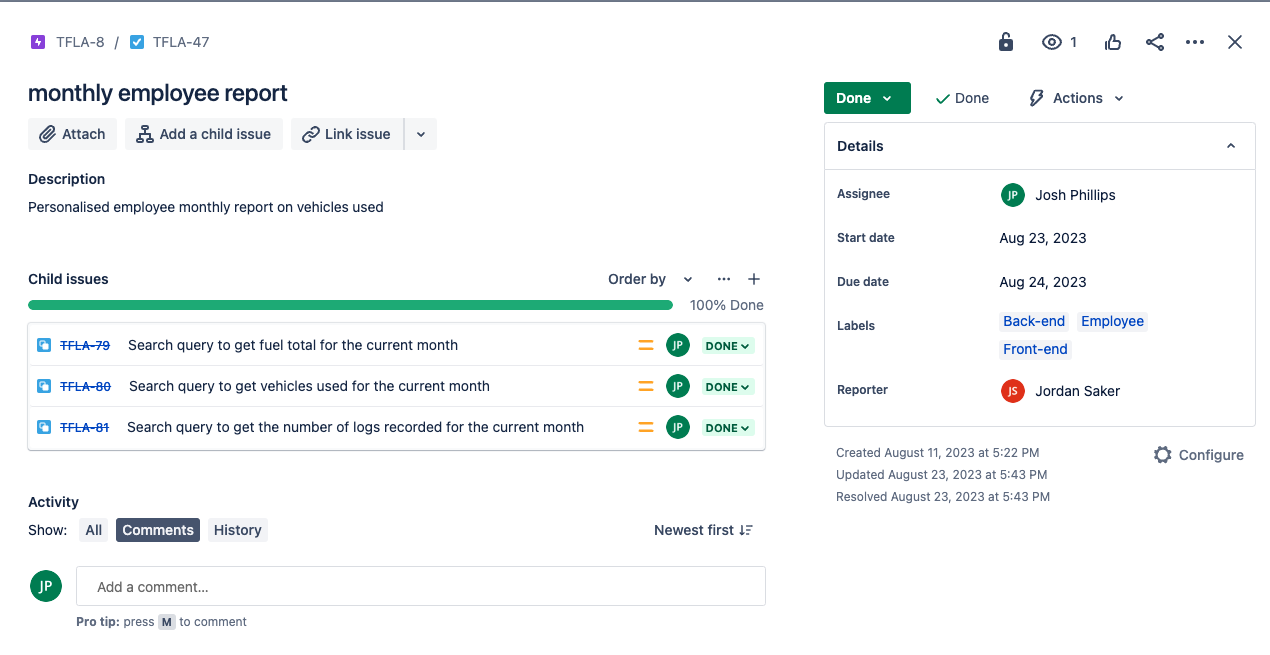 TFLA-8 / TFLA-47
1
monthly employee report
Attach
Add a child issue
Link issue
Description
Personalised employee monthly report on vehicles used
Child issues
Order by
100% Done
TFLA-79 Search query to get fuel total for the current month JP DONE
TFLA-80 Search query to get vehicles used for the current month JP DONE
TFLA-81 Search query to get the number of logs recorded for the current month JP DONE
Activity
Show: All Comments History
Newest first
JP
Add a comment...
Pro tip: press M to comment
Done
Done
Actions
Details
Assignee JP Josh Phillips
Start date Aug 23, 2023
Due date Aug 24, 2023
Labels Back-end Employee
Front-end
Reporter JS Jordan Saker
Created August 11, 2023 at 5:22 PM
Configure
Updated August 23, 2023 at 5:43 PM
Resolved August 23, 2023 at 5:43 PM